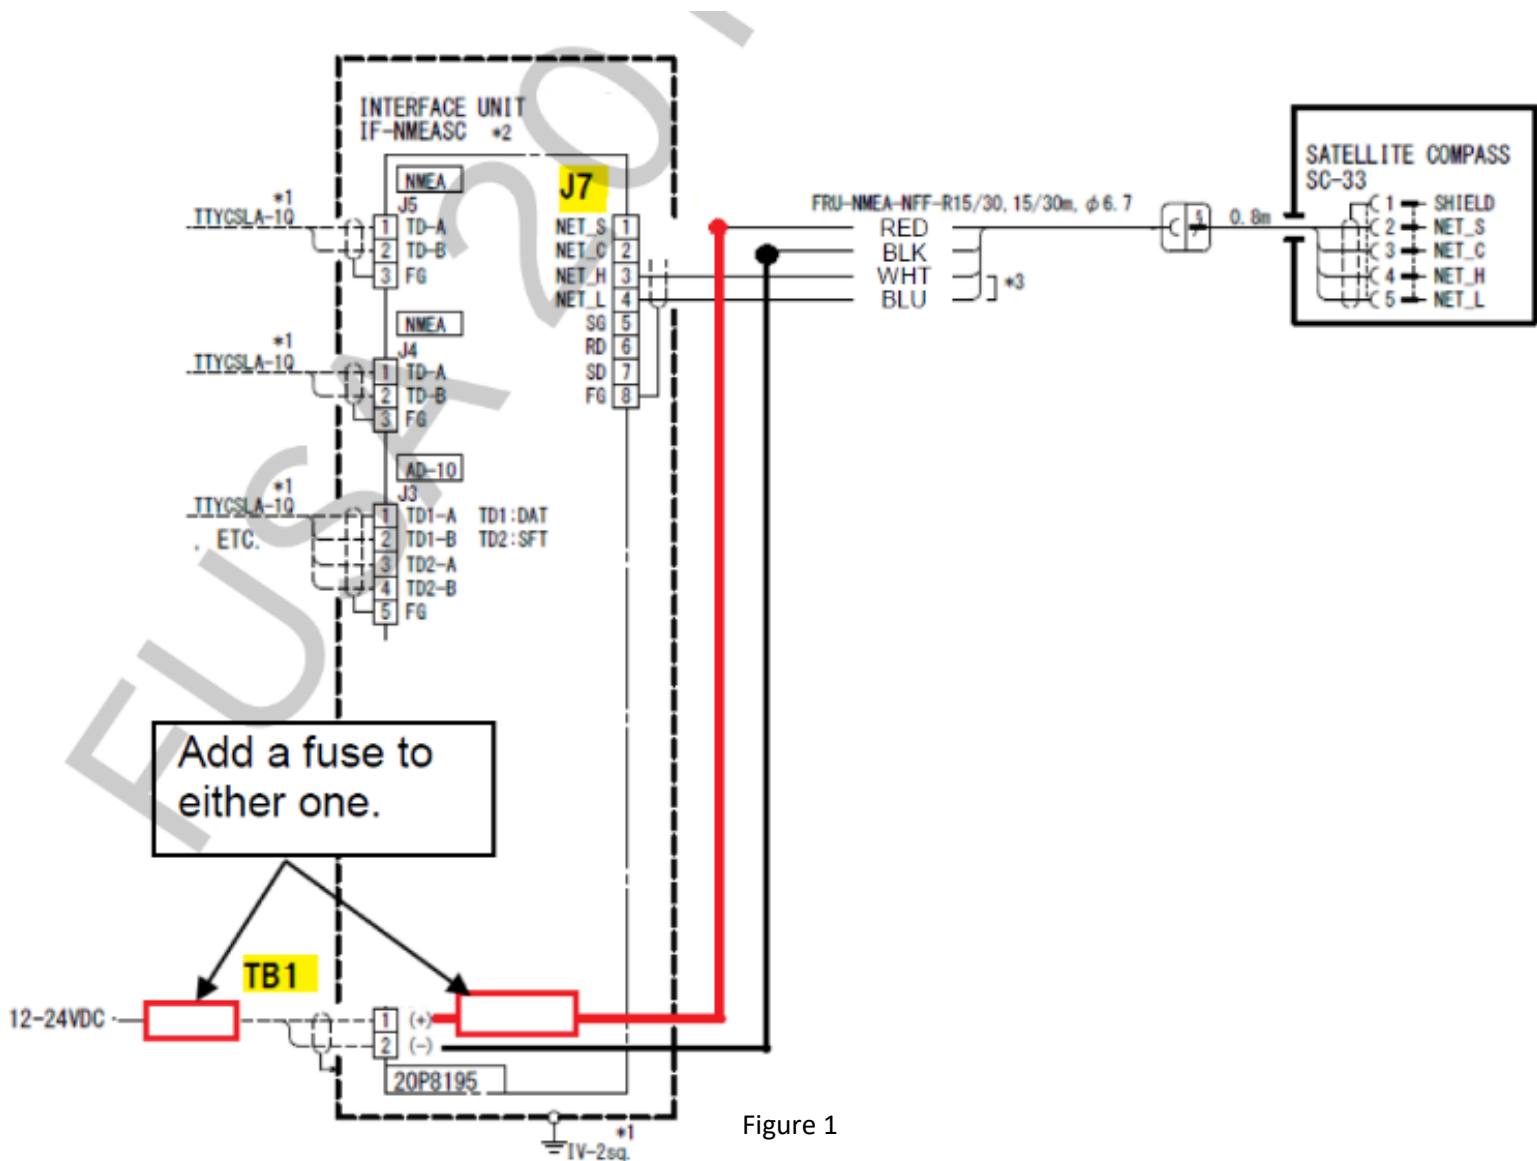 FUSA 201
INTERFACE UNIT
IF-NMEASC *2
NMEA
J5
*1
TTYCSLA-1Q
1 TD-A
2 TD-B
3 FG
NMEA
J4
*1
TTYCSLA-1Q
1 TD-A
2 TD-B
3 FG
AD-10
J3
*1
TTYCSLA-1Q
, ETC.
1 TD1-A TD1:DAT
2 TD1-B TD2:SFT
3 TD2-A
4 TD2-B
5 FG
J7
NET_S 1
NET_C 2
NET_H 3
NET_L 4
SG 5
RD 6
SD 7
FG 8
FRU-NMEA-NFF-R15/30, 15/30m, φ6.7
RED
BLK
WHT
BLU
*3
0.8m
SATELLITE COMPASS
SC-33
1 SHIELD
2 NET_S
3 NET_C
4 NET_H
5 NET_L
Add a fuse to
either one.
TB1
12-24VDC
1 (+)
2 (-)
20P8195
*1
IV-2sq.
Figure 1